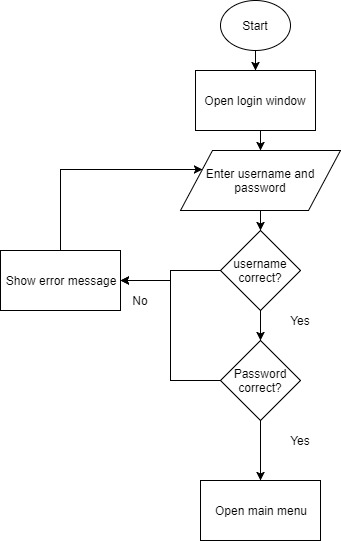 Start
Open login window
Enter username and
password
username
correct?
Show error message
No
Yes
Password
correct?
Yes
Open main menu